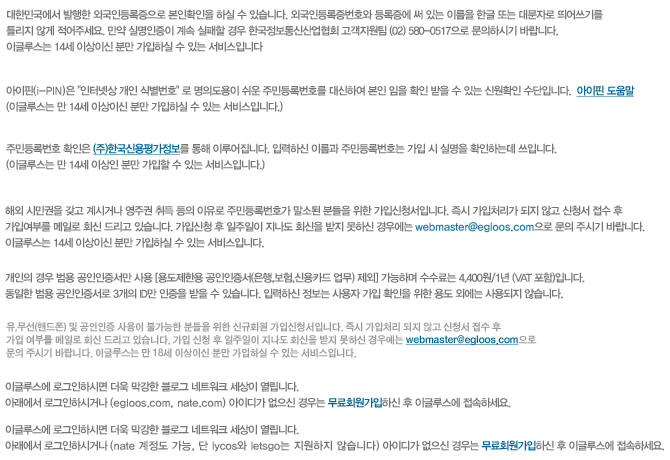 대한민국에서 발행한 외국인등록증으로 본인확인을 하실 수 있습니다. 외국인등록증번호와 등록증에 써 있는 이름을 한글 또는 대문자로 띄어쓰기를
틀리지 않게 적어주세요. 만약 실명인증이 계속 실패할 경우 한국정보통신산업협회 고객지원팀 (02) 580-0517으로 문의하시기 바랍니다.
이글루스는 14세 이상이신 분만 가입하실 수 있는 서비스입니다
아이핀(i-PIN)은 "인터넷상 개인 식별번호" 로 명의도용이 쉬운 주민등록번호를 대신하여 본인 임을 확인 받을 수 있는 신원확인 수단입니다. 아이핀 도움말
(이글루스는 만 14세 이상이신 분만 가입하실 수 있는 서비스입니다.)
주민등록번호 확인은 (주)한국신용평가정보를 통해 이루어집니다. 입력하신 이름과 주민등록번호는 가입 시 실명을 확인하는데 쓰입니다.
(이글루스는 만 14세 이상인 분만 가입할 수 있는 서비스입니다.)
해외 시민권을 갖고 계시거나 영주권 취득 등의 이유로 주민등록번호가 말소된 분들을 위한 가입신청서입니다. 즉시 가입처리가 되지 않고 신청서 접수 후
가입여부를 메일로 회신 드리고 있습니다. 가입신청 후 일주일이 지나도 회신을 받지 못하신 경우에는 webmaster@egloos.com으로 문의 주시기 바랍니다.
이글루스는 14세 이상이신 분만 가입하실 수 있는 서비스입니다.
개인의 경우 범용 공인인증서만 사용 [용도제한용 공인인증서(은행,보험,신용카드 업무) 제외] 가능하며 수수료는 4,400원/1년 (VAT 포함)입니다.
동일한 범용 공인인증서로 3개의 ID만 인증을 받을 수 있습니다. 입력하신 정보는 사용자 가입 확인을 위한 용도 외에는 사용되지 않습니다.
유.무선(핸드폰) 및 공인인증 사용이 불가능한 분들을 위한 신규회원 가입신청서입니다. 즉시 가입처리 되지 않고 신청서 접수 후
가입 여부를 메일로 회신 드리고 있습니다. 가입 신청 후 일주일이 지나도 회신을 받지 못하신 경우에는 webmaster@egloos.com으로
문의 주시기 바랍니다. 이글루스는 만 18세 이상이신 분만 가입하실 수 있는 서비스입니다.
이글루스에 로그인하시면 더욱 막강한 블로그 네트워크 세상이 열립니다.
아래에서 로그인하시거나 (egloos.com, nate.com) 아이디가 없으신 경우는 무료회원가입하신 후 이글루스에 접속하세요.
이글루스에 로그인하시면 더욱 막강한 블로그 네트워크 세상이 열립니다.
아래에서 로그인하시거나 (nate 계정도 가능, 단 lycos와 letsgo는 지원하지 않습니다) 아이디가 없으신 경우는 무료회원가입하신 후 이글루스에 접속하세요.